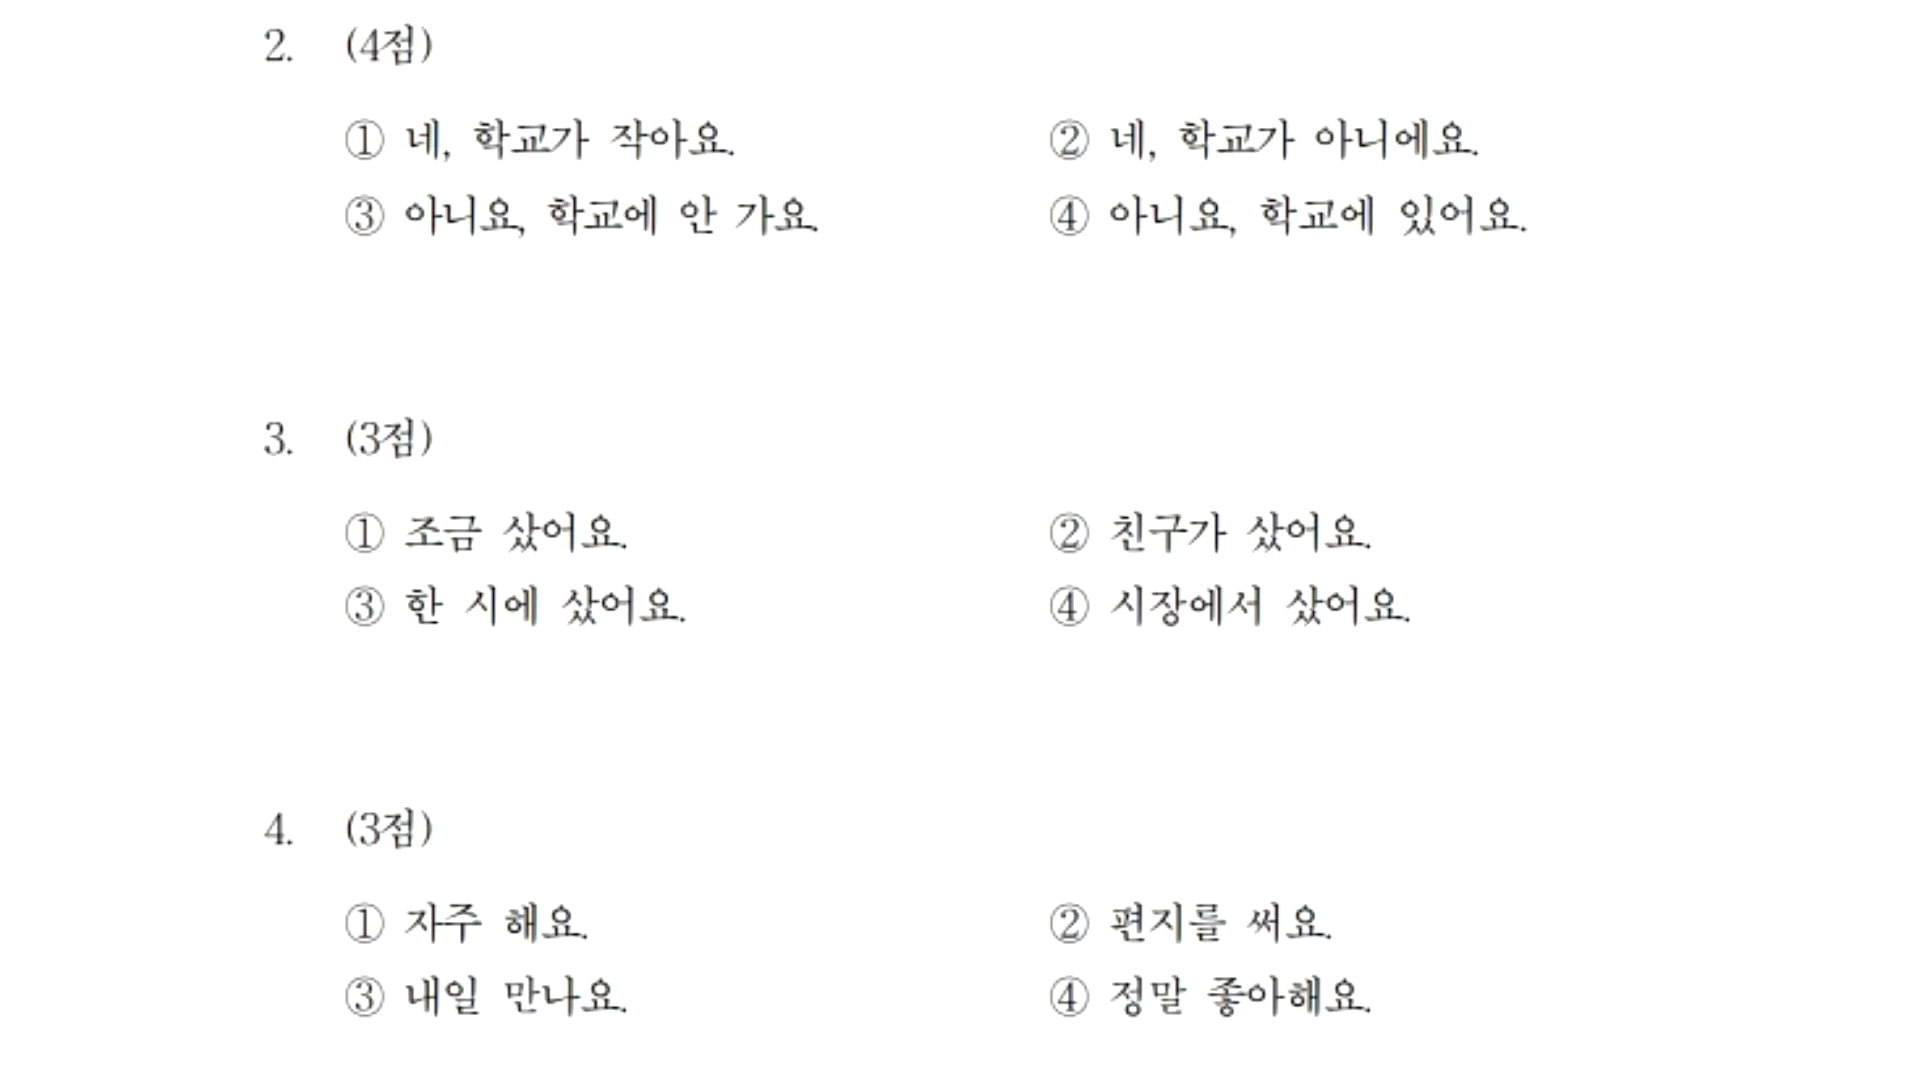 2. (4점)
① 네, 학교가 작아요. ② 네, 학교가 아니에요.
③ 아니요, 학교에 안 가요. ④ 아니요, 학교에 있어요.
3. (3점)
① 조금 샀어요. ② 친구가 샀어요.
③ 한 시에 샀어요. ④ 시장에서 샀어요.
4. (3점)
① 자주 해요. ② 편지를 써요.
③ 내일 만나요. ④ 정말 좋아해요.